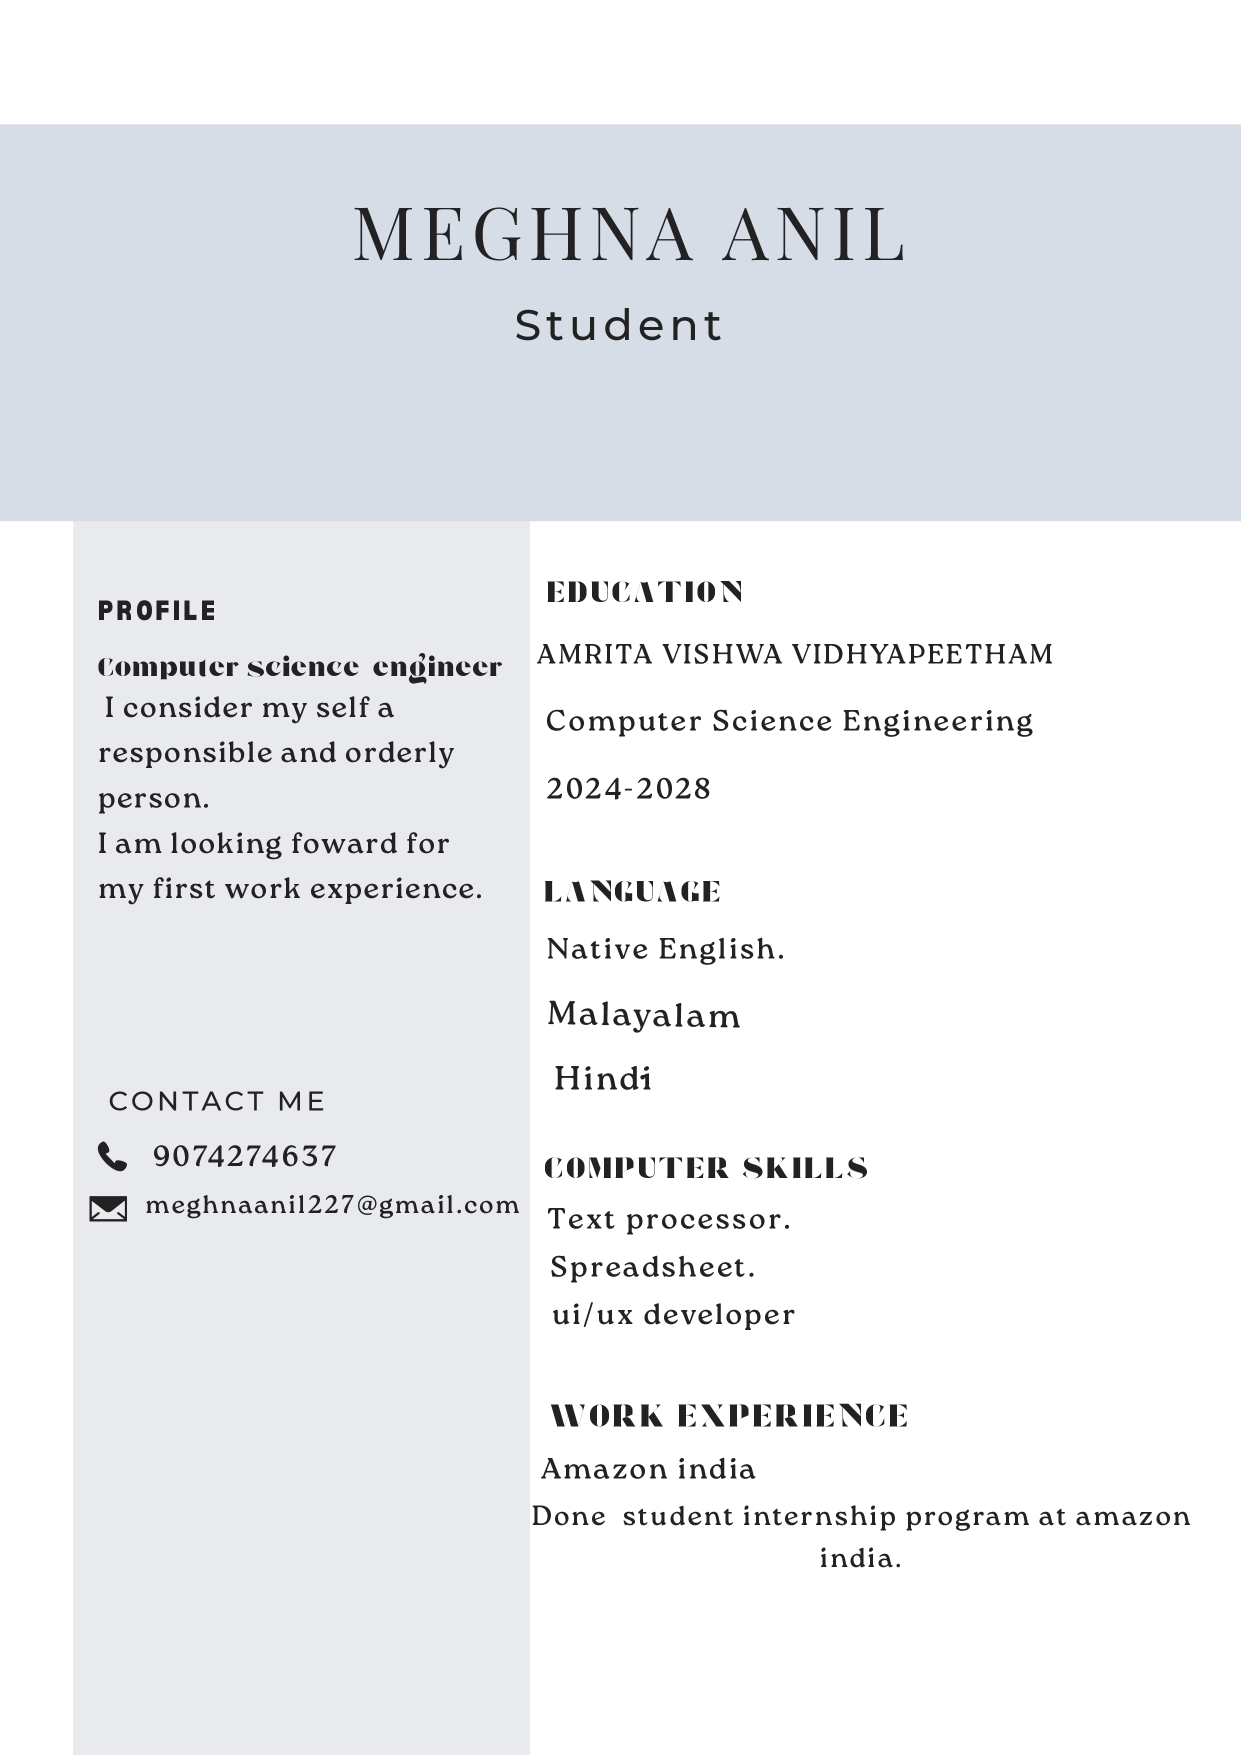 MEGHNA ANIL
Student
PROFILE
Computer science engineer
I consider my self a
responsible and orderly
person.
I am looking foward for
my first work experience.
CONTACT ME
9074274637
meghnaanil227@gmail.com
EDUCATION
AMRITA VISHWA VIDHYAPEETHAM
Computer Science Engineering
2024-2028
LANGUAGE
Native English.
Malayalam
Hindi
COMPUTER SKILLS
Text processor.
Spreadsheet.
ui/ux developer
WORK EXPERIENCE
Amazon india
Done student internship program at amazon
india.